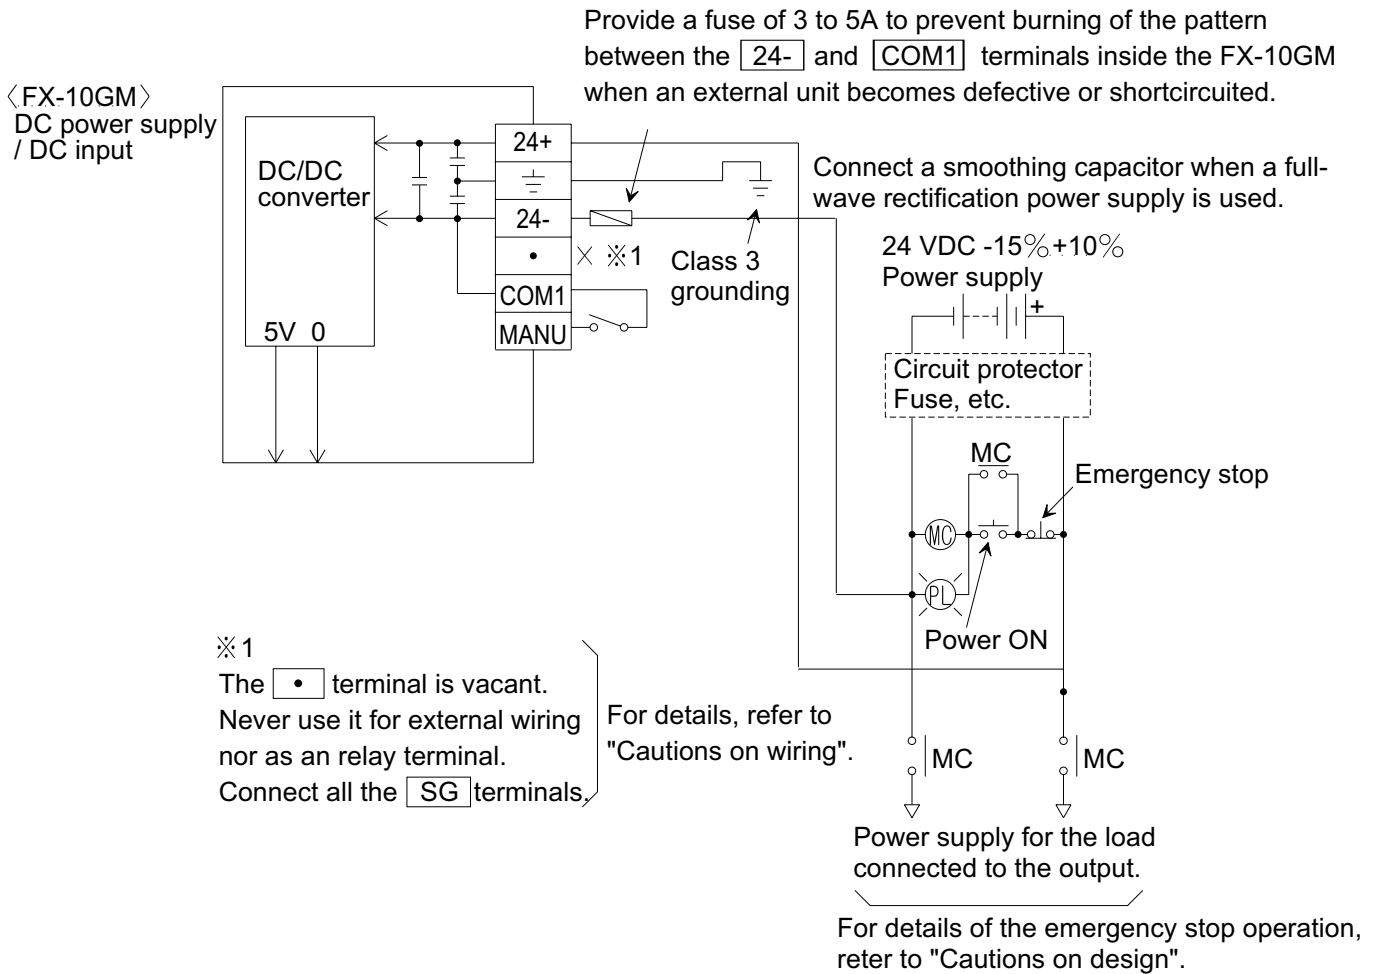 Provide a fuse of 3 to 5A to prevent burning of the pattern
between the 24- and COM1 terminals inside the FX-10GM
when an external unit becomes defective or shortcircuited.
〈FX-10GM〉
DC power supply
/ DC input
DC/DC
converter
5V 0
24+
24-
•
COM1
MANU
※1
Class 3
grounding
Connect a smoothing capacitor when a full-
wave rectification power supply is used.
24 VDC -15%+10%
Power supply
+
Circuit protector
Fuse, etc.
MC
Emergency stop
MC
PL
Power ON
※1
The • terminal is vacant.
Never use it for external wiring
nor as an relay terminal.
Connect all the SG terminals.
For details, refer to
"Cautions on wiring".
MC
MC
Power supply for the load
connected to the output.
For details of the emergency stop operation,
reter to "Cautions on design".